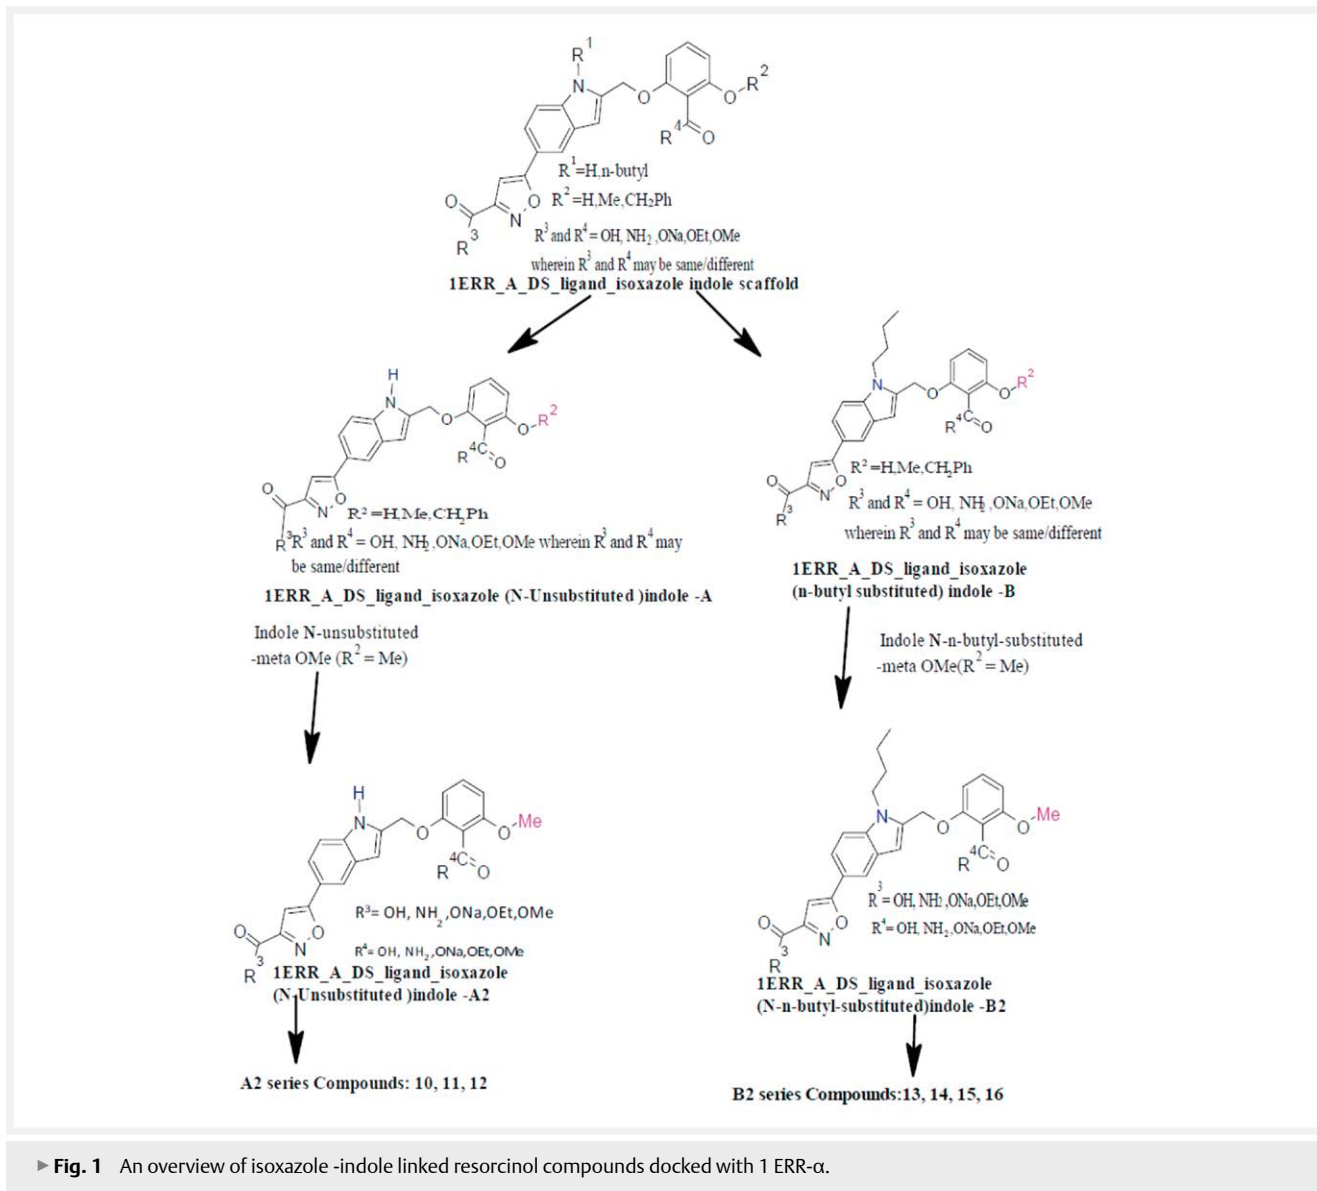 R¹
N
O
O
R²
R⁴
O
R¹=H,n-butyl
O
O
N
R²=H,Me,CH₂Ph
R³
R³ and R⁴ = OH, NH₂ ,ONa,OEt,OMe
wherein R³ and R⁴ may be same/different
1ERR_A_DS_ligand_isoxazole indole scaffold
H
N
O
O
R²
R⁴C
O
O
O
N
R²=H,Me,CH₂Ph
R³
R³ and R⁴ = OH, NH₂ ,ONa,OEt,OMe wherein R³ and R⁴ may
be same/different
1ERR_A_DS_ligand_isoxazole (N-Unsubstituted )indole -A
N
O
O
R²
R⁴C
O
R²=H,Me,CH₂Ph
O
O
N
R³
R³ and R⁴ = OH, NH₂ ,ONa,OEt,OMe
wherein R³ and R⁴ may be same/different
1ERR_A_DS_ligand_isoxazole
(n-butyl substituted) indole -B
Indole N-unsubstituted
-meta OMe (R² = Me)
Indole N-n-butyl-substituted
-meta OMe(R² = Me)
H
N
O
O
Me
R⁴C
O
R³= OH, NH₂ ,ONa,OEt,OMe
O
O
N
R³
R⁴= OH, NH₂ ,ONa,OEt,OMe
1ERR_A_DS_ligand_isoxazole
(N-Unsubstituted )indole -A2
N
O
O
Me
R⁴C
O
R³ = OH, NH₂ ,ONa,OEt,OMe
O
O
N
R³
R⁴= OH, NH₂ ,ONa,OEt,OMe
1ERR_A_DS_ligand_isoxazole
(N-n-butyl-substituted)indole -B2
A2 series Compounds: 10, 11, 12
B2 series Compounds:13, 14, 15, 16
▶ Fig. 1 An overview of isoxazole -indole linked resorcinol compounds docked with 1 ERR-α.